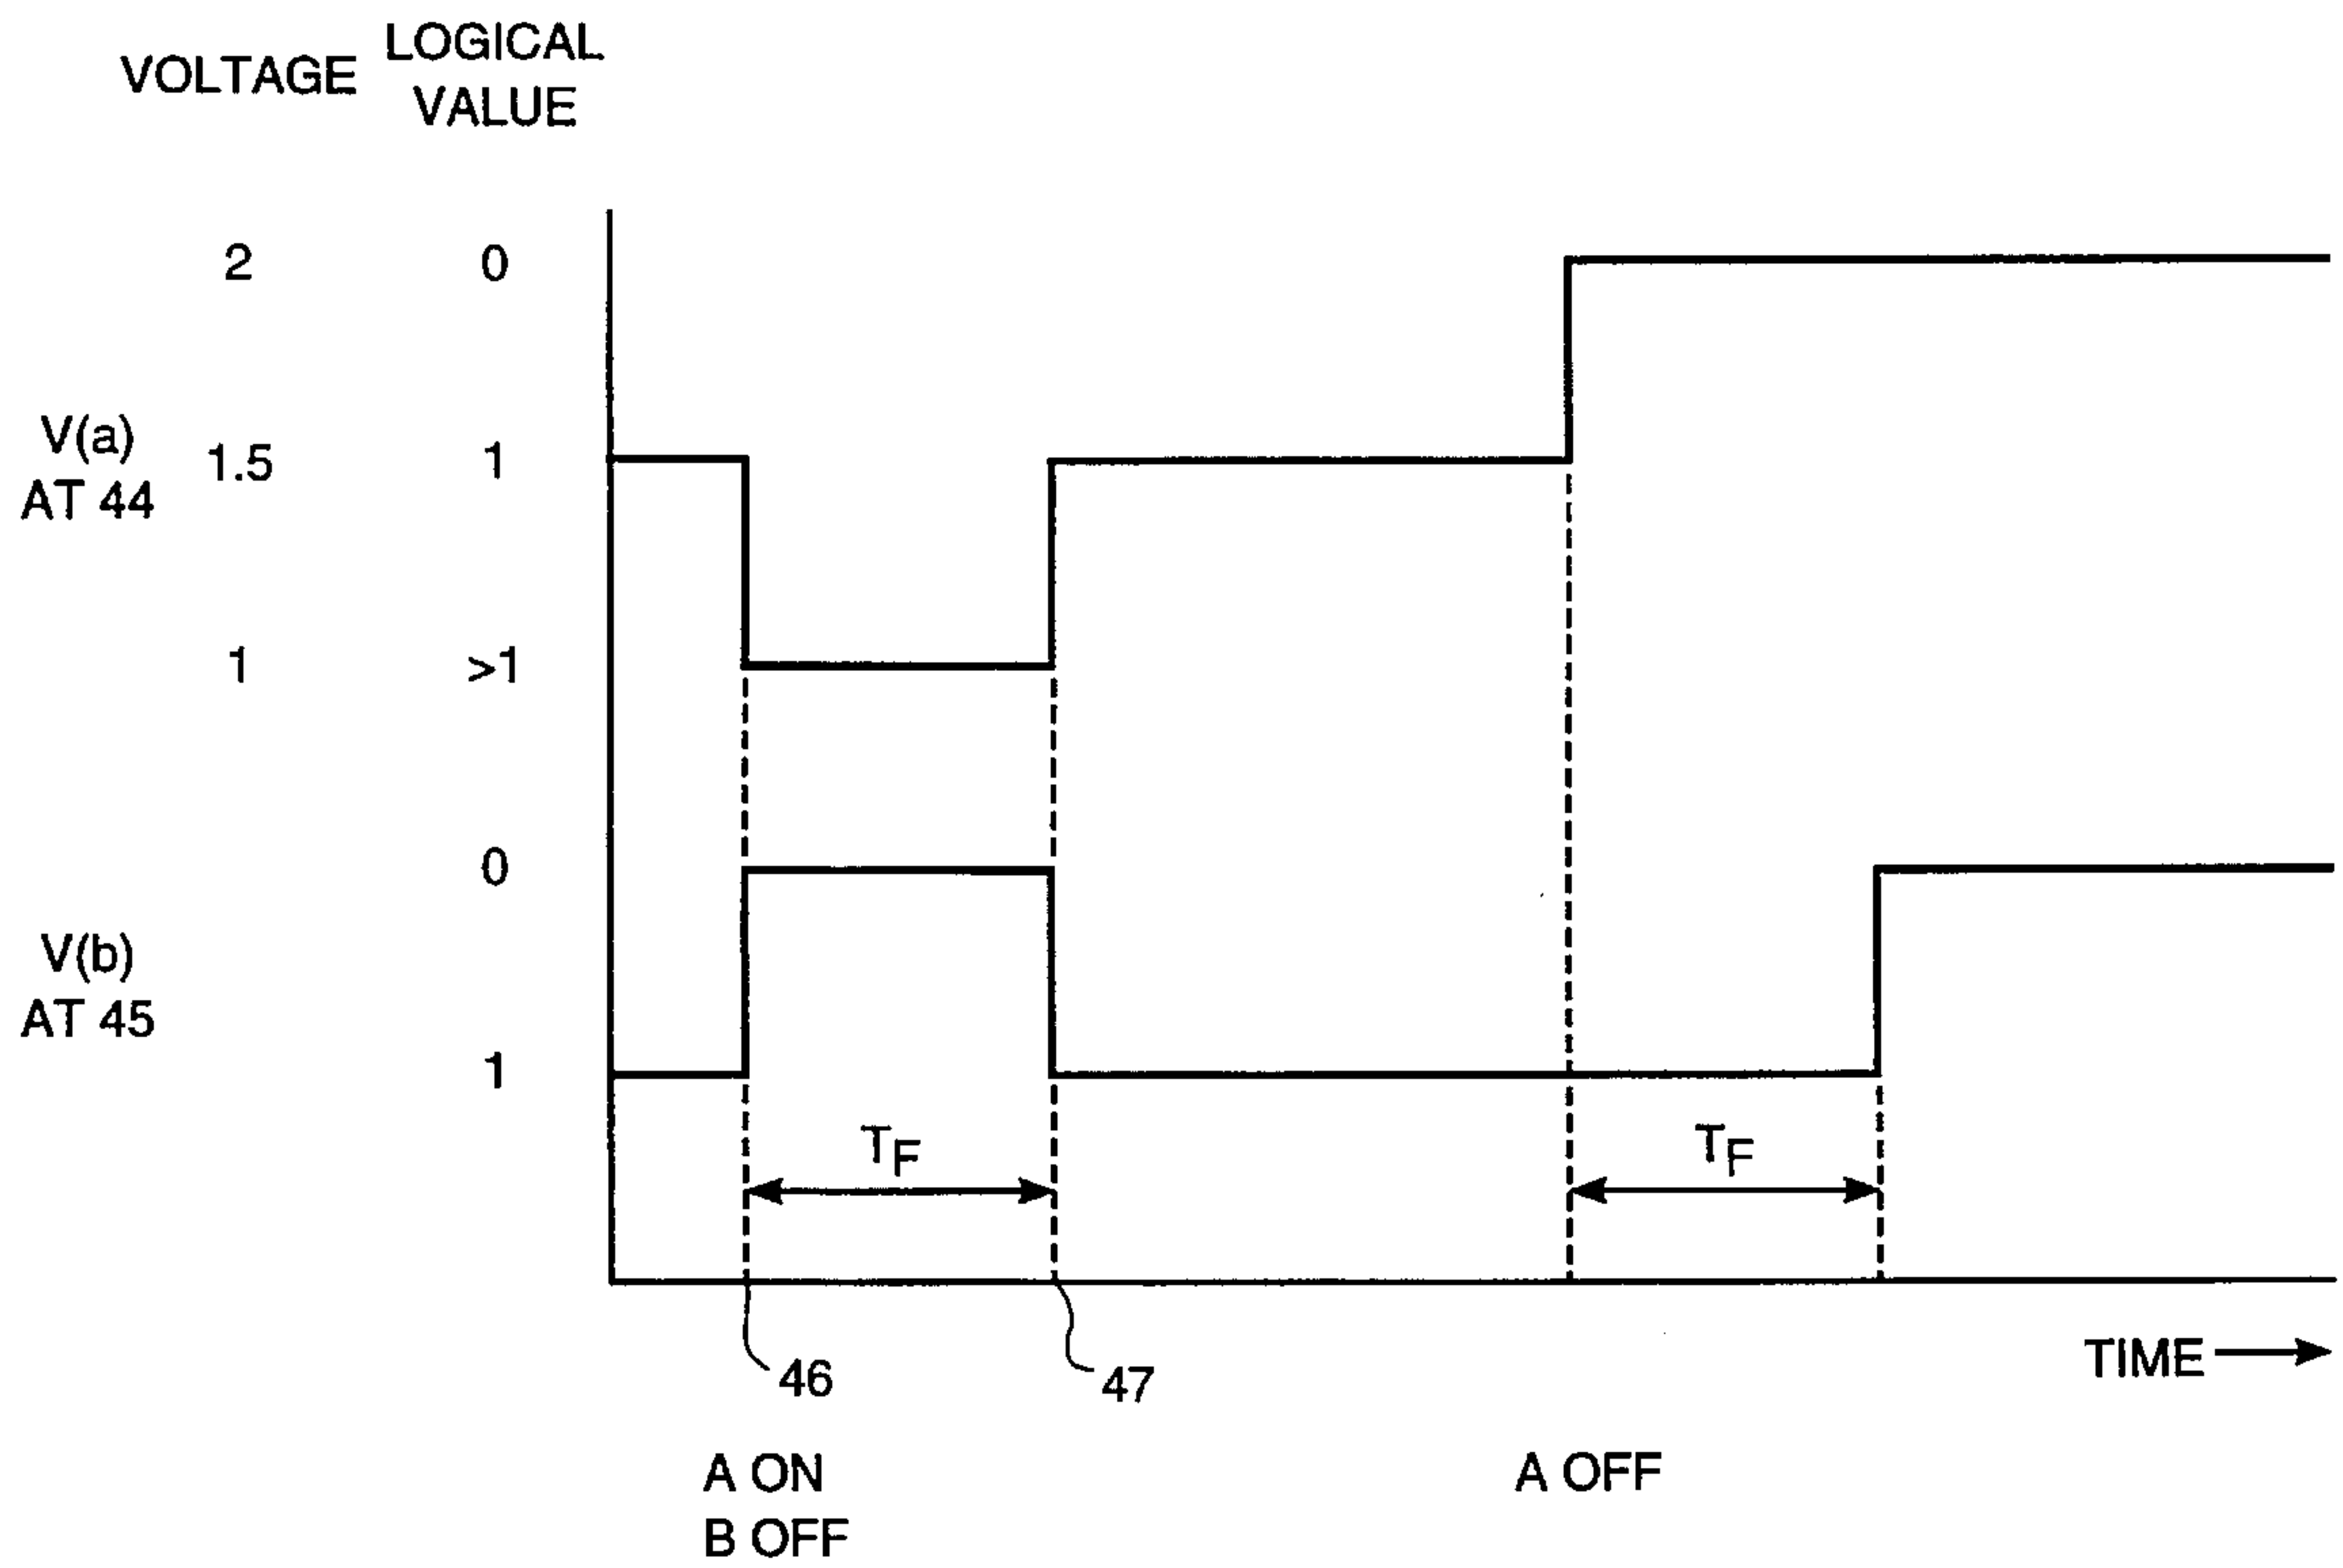 VOLTAGE
LOGICAL
VALUE
2
0
V(a)
AT 44
1.5
1
1
>1
0
V(b)
AT 45
1
TF
TF
TIME
46
47
A ON
B OFF
A OFF